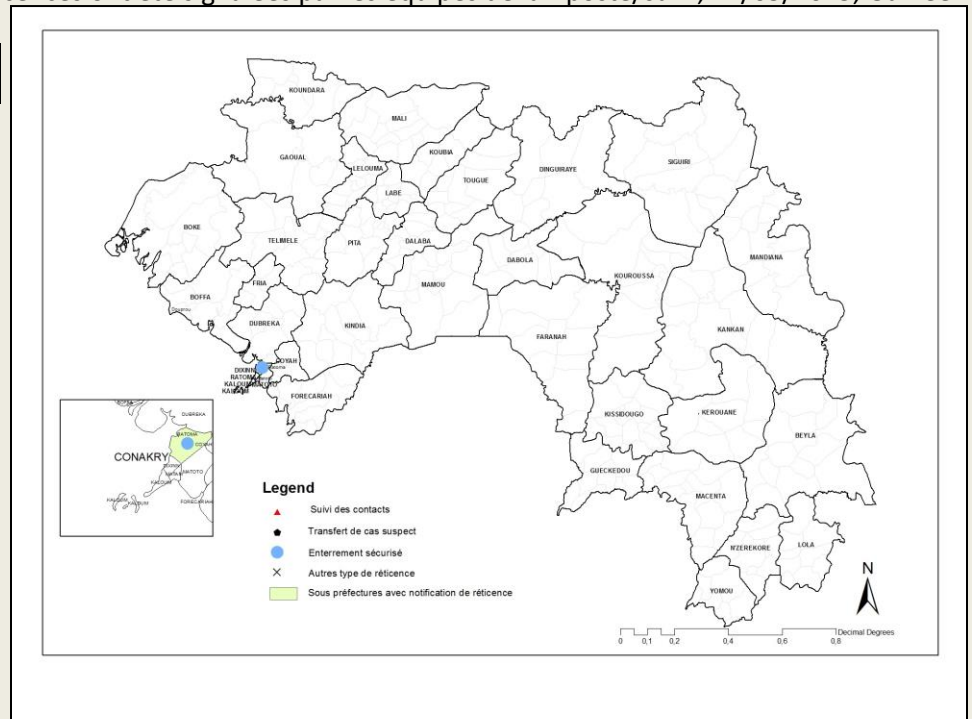 KOUNDARA
MALI
KOUBIA
GAOUAL
LELOUMA
LABE
TOUGUE
DINGUIRAYE
SIGUIRI
BOKE
TELIMELE
PITA
DALABA
DABOLA
MANDIANA
KOUROUSSA
FRIA
MAMOU
BOFFA
DUBREKA
KINDIA
FARANAH
KANKAN
FORECARIAH
KISSIDOUGO
KEROUANE
BEYLA
GUECKEDOU
MACENTA
N'ZEREKORE
LOLA
YOMOU
DUBREKA
CONAKRY
Legend
Suivi des contacts
Transfert de cas suspect
Enterrement sécurisé
Autres type de réticence
Sous préfectures avec notification de réticence
N
0 0,1 0,2 0,4 0,6 0,8
Decimal Degrees